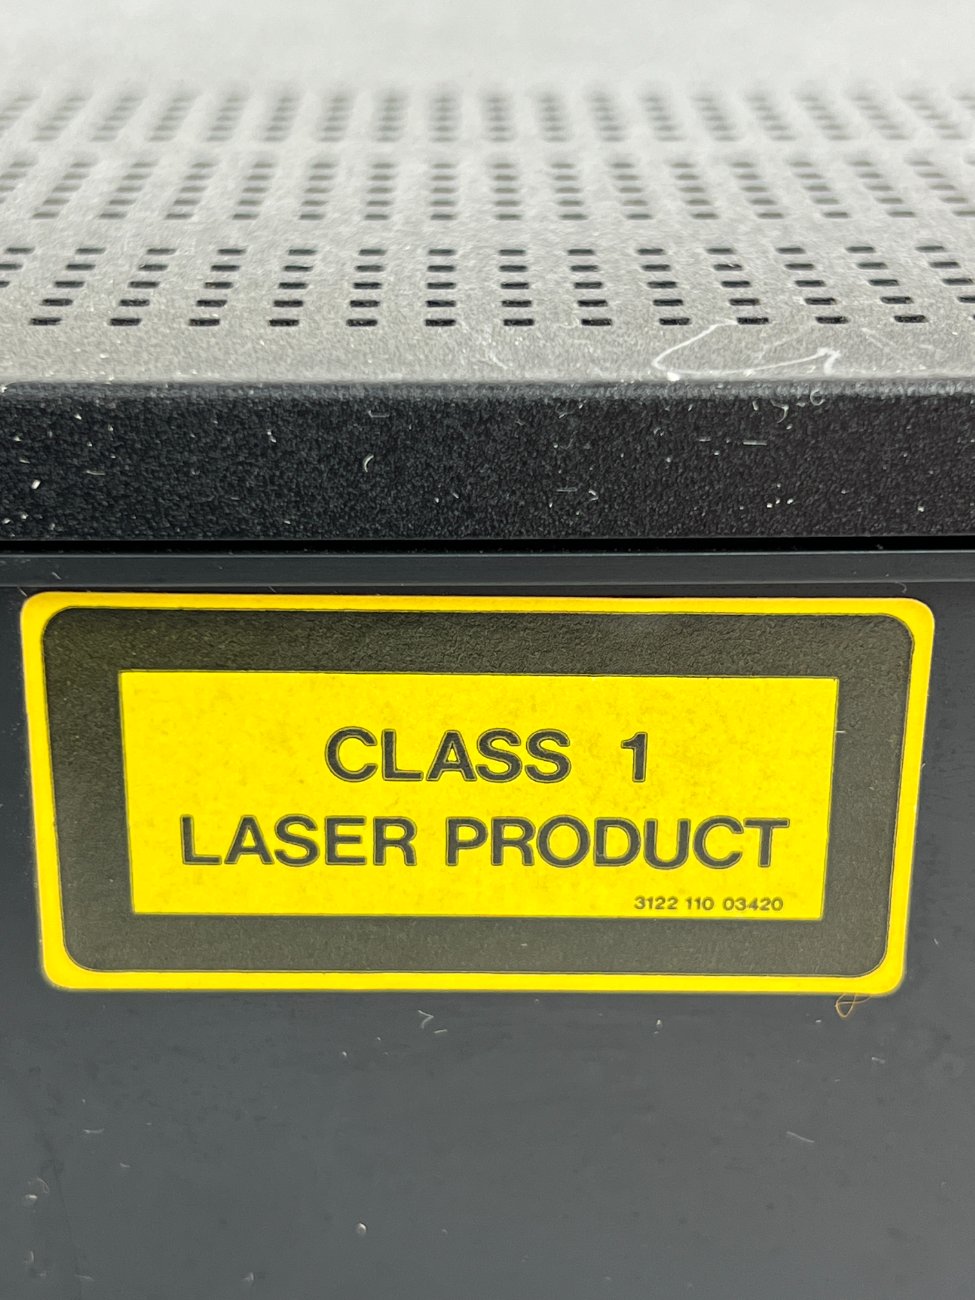 CLASS 1
LASER PRODUCT
3122 110 03420